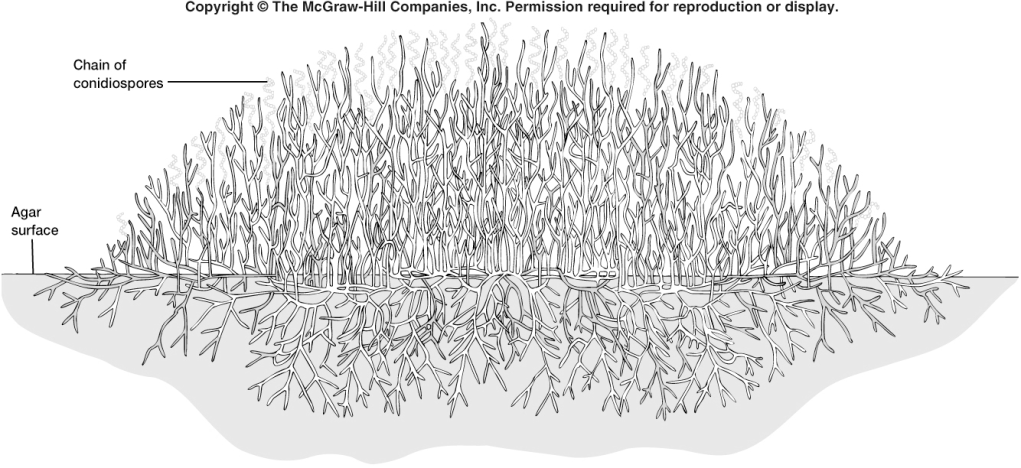 Copyright © The McGraw-Hill Companies, Inc. Permission required for reproduction or display.
Chain of
conidiospores
Agar
surface